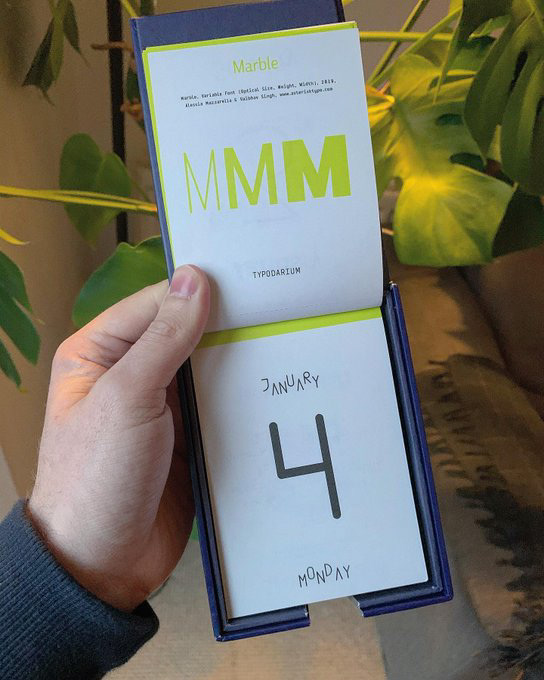 Marble
Marble, Variable Font (Optical Size, Weight, Width), 2019,
Alessia Mazzarella & Vaibhav Singh, www.asterisktype.com
MMM
TYPODARIUM
JANUARY
4
MONDAY